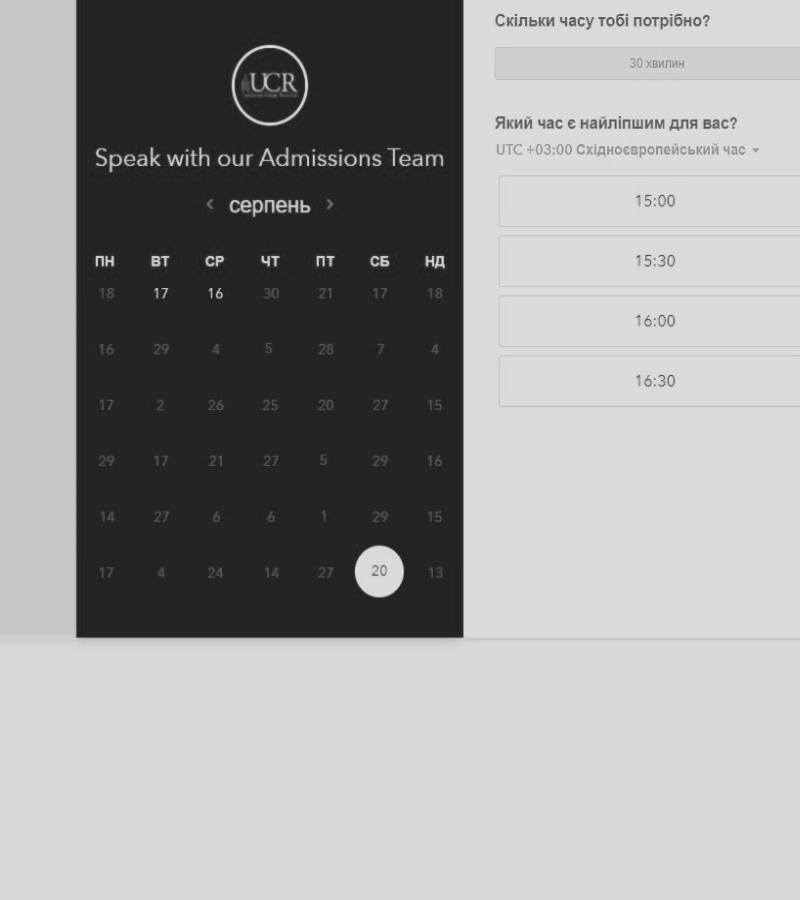 UCR
Speak with our Admissions Team
серпень
ПН ВТ СР ЧТ ПТ СБ НД
18 17 16 30 21 17 18
16 29 4 5 28 7 4
17 2 26 25 20 27 15
29 17 21 27 5 29 16
14 27 6 6 1 29 15
17 4 24 14 27 20 13
Скільки часу тобі потрібно?
30 хвилин
Який час є найліпшим для вас?
UTC +03:00 Східноєвропейський час
15:00
15:30
16:00
16:30